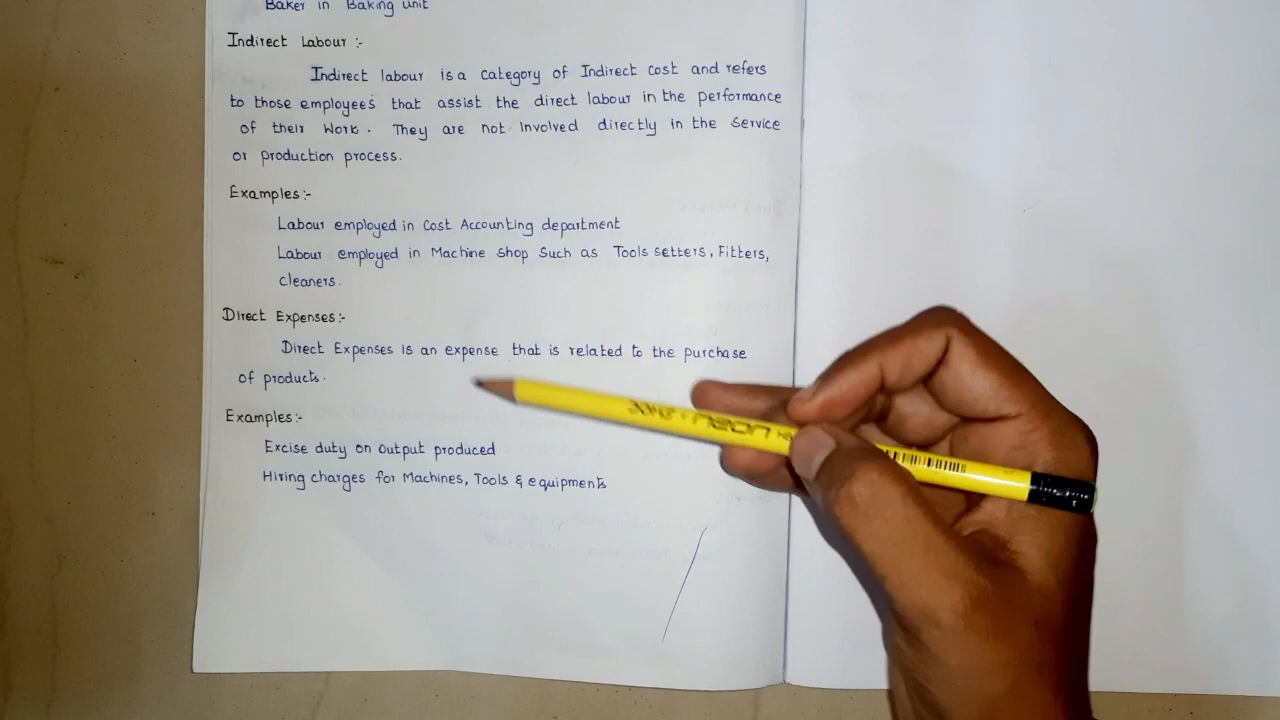 Baker in Baking unit
Indirect Labour :-
Indirect labour is a category of Indirect cost and refers
to those employees that assist the direct labour in the performance
of their work. They are not involved directly in the service
or production process.
Examples:-
Labour employed in Cost Accounting department
Labour employed in Machine shop such as Tools setters, Fitters,
cleaners.
Direct Expenses:-
Direct Expenses is an expense that is related to the purchase
of products.
Examples:-
Excise duty on output produced
Hiring charges for Machines, Tools & equipments
neon